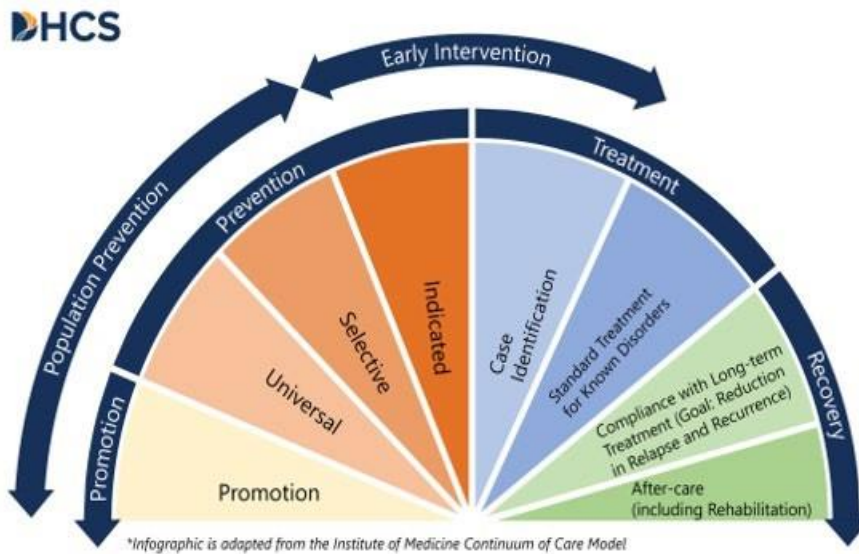 DHCS
Early Intervention
Population Prevention
Prevention
Treatment
Promotion
Recovery
Promotion
Universal
Selective
Indicated
Case
Identification
Standard Treatment
for Known Disorders
Compliance with Long-term
Treatment (Goal: Reduction
in Relapse and Recurrence)
After-care
(including Rehabilitation)
*Infographic is adapted from the Institute of Medicine Continuum of Care Model